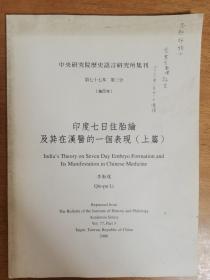 中央研究院歷史語言研究所集刊
第七十七本 第三分
〔抽印本〕
印度七日住胎論
及其在漢醫的一個表現（上篇）
India's Theory on Seven Day Embryo Formation and
Its Manifestation in Chinese Medicine
李勤璞
Qin-pu Li
Reprinted from
The Bulletin of the Institute of History and Philology
Academia Sinica
Vol. 77, Part 3
Taipei, Taiwan, Republic of China
2006